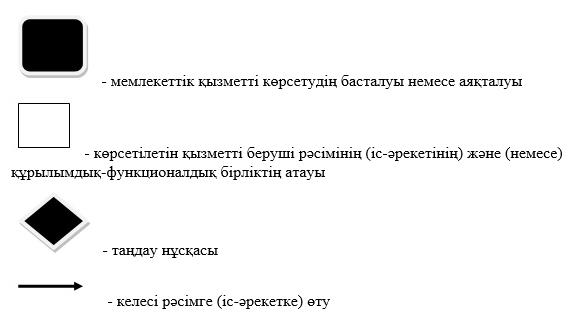 - мемлекеттік қызметті көрсетудің басталуы немесе аяқталуы
- көрсетілетін қызметті беруші рәсімінің (іс-әрекетінің) және (немесе)
құрылымдық-функционалдық бірліктің атауы
- таңдау нұсқасы
- келесі рәсімге (іс-әрекетке) өту